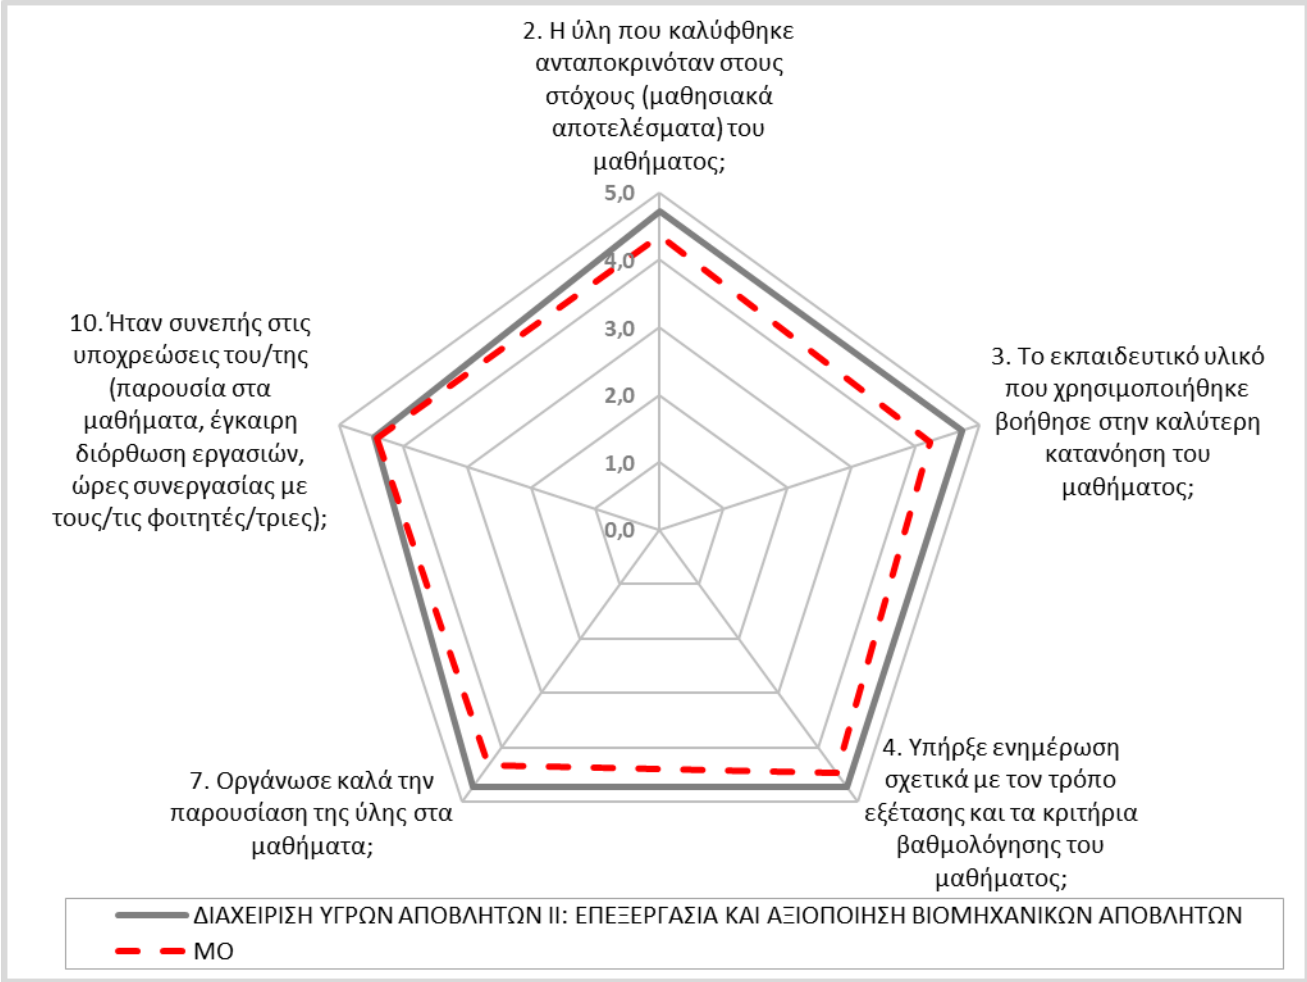 2. Η ύλη που καλύφθηκε
ανταποκρινόταν στους
στόχους (μαθησιακά
αποτελέσματα) του
μαθήματος;
5,0
4,0
3,0
2,0
1,0
0,0
10. Ήταν συνεπής στις
υποχρεώσεις του/της
(παρουσία στα
μαθήματα, έγκαιρη
διόρθωση εργασιών,
ώρες συνεργασίας με
τους/τις φοιτητές/τριες);
3. Το εκπαιδευτικό υλικό
που χρησιμοποιήθηκε
βοήθησε στην καλύτερη
κατανόηση του
μαθήματος;
7. Οργάνωσε καλά την
παρουσίαση της ύλης στα
μαθήματα;
4. Υπήρξε ενημέρωση
σχετικά με τον τρόπο
εξέτασης και τα κριτήρια
βαθμολόγησης του
μαθήματος;
ΔΙΑΧΕΙΡΙΣΗ ΥΓΡΩΝ ΑΠΟΒΛΗΤΩΝ ΙΙ: ΕΠΕΞΕΡΓΑΣΙΑ ΚΑΙ ΑΞΙΟΠΟΙΗΣΗ ΒΙΟΜΗΧΑΝΙΚΩΝ ΑΠΟΒΛΗΤΩΝ
ΜΟ